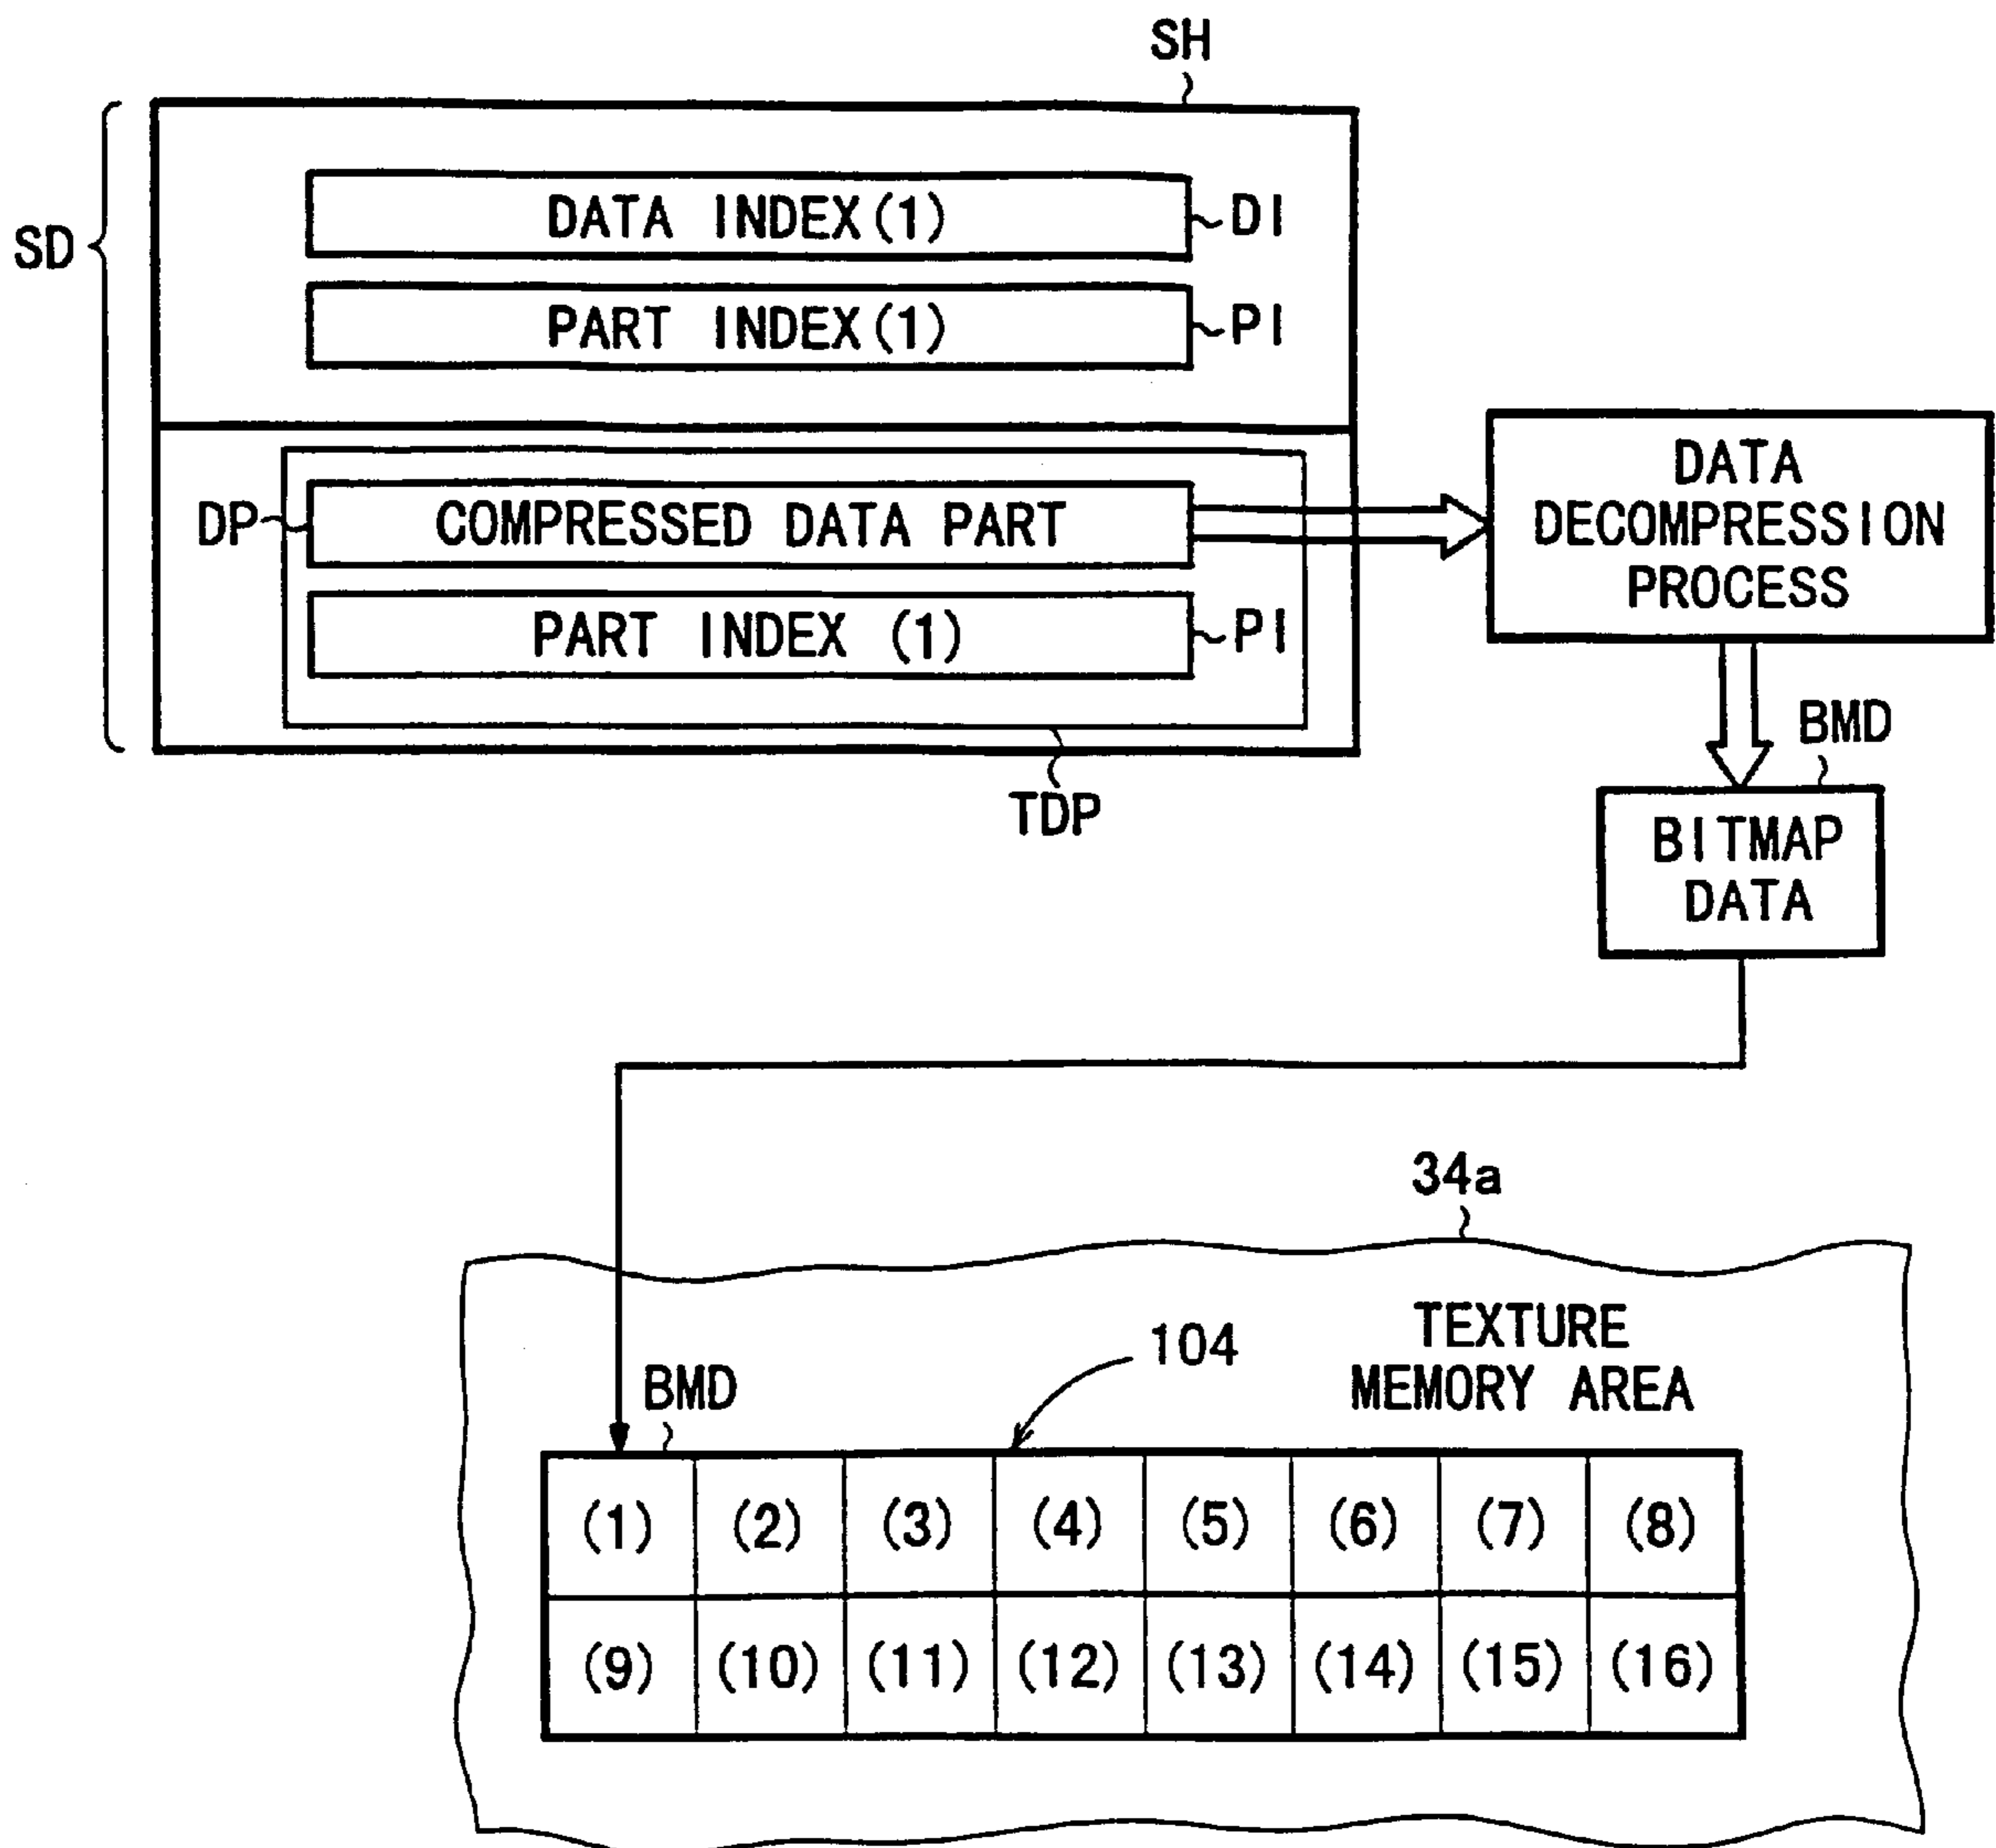 SH
SD
DATA INDEX(1)
DI
PART INDEX(1)
PI
DP
COMPRESSED DATA PART
PART INDEX (1)
PI
TDP
DATA
DECOMPRESSION
PROCESS
BMD
BITMAP
DATA
34a
TEXTURE
MEMORY AREA
104
BMD
(1) (2) (3) (4) (5) (6) (7) (8)
(9) (10) (11) (12) (13) (14) (15) (16)